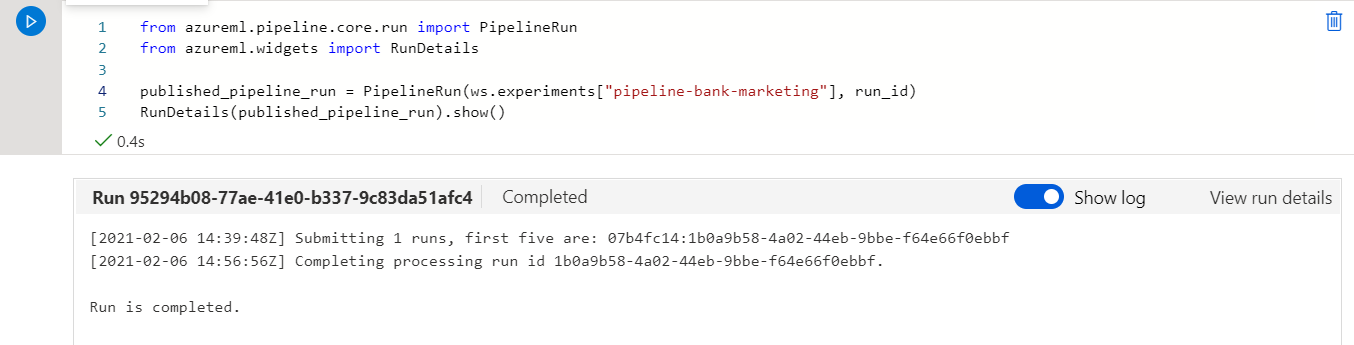 1 from azureml.pipeline.core.run import PipelineRun
2 from azureml.widgets import RunDetails
3
4 published_pipeline_run = PipelineRun(ws.experiments["pipeline-bank-marketing"], run_id)
5 RunDetails(published_pipeline_run).show()
0.4s
Run 95294b08-77ae-41e0-b337-9c83da51afc4 Completed Show log View run details
[2021-02-06 14:39:48Z] Submitting 1 runs, first five are: 07b4fc14:1b0a9b58-4a02-44eb-9bbe-f64e66f0ebbf
[2021-02-06 14:56:56Z] Completing processing run id 1b0a9b58-4a02-44eb-9bbe-f64e66f0ebbf.
Run is completed.